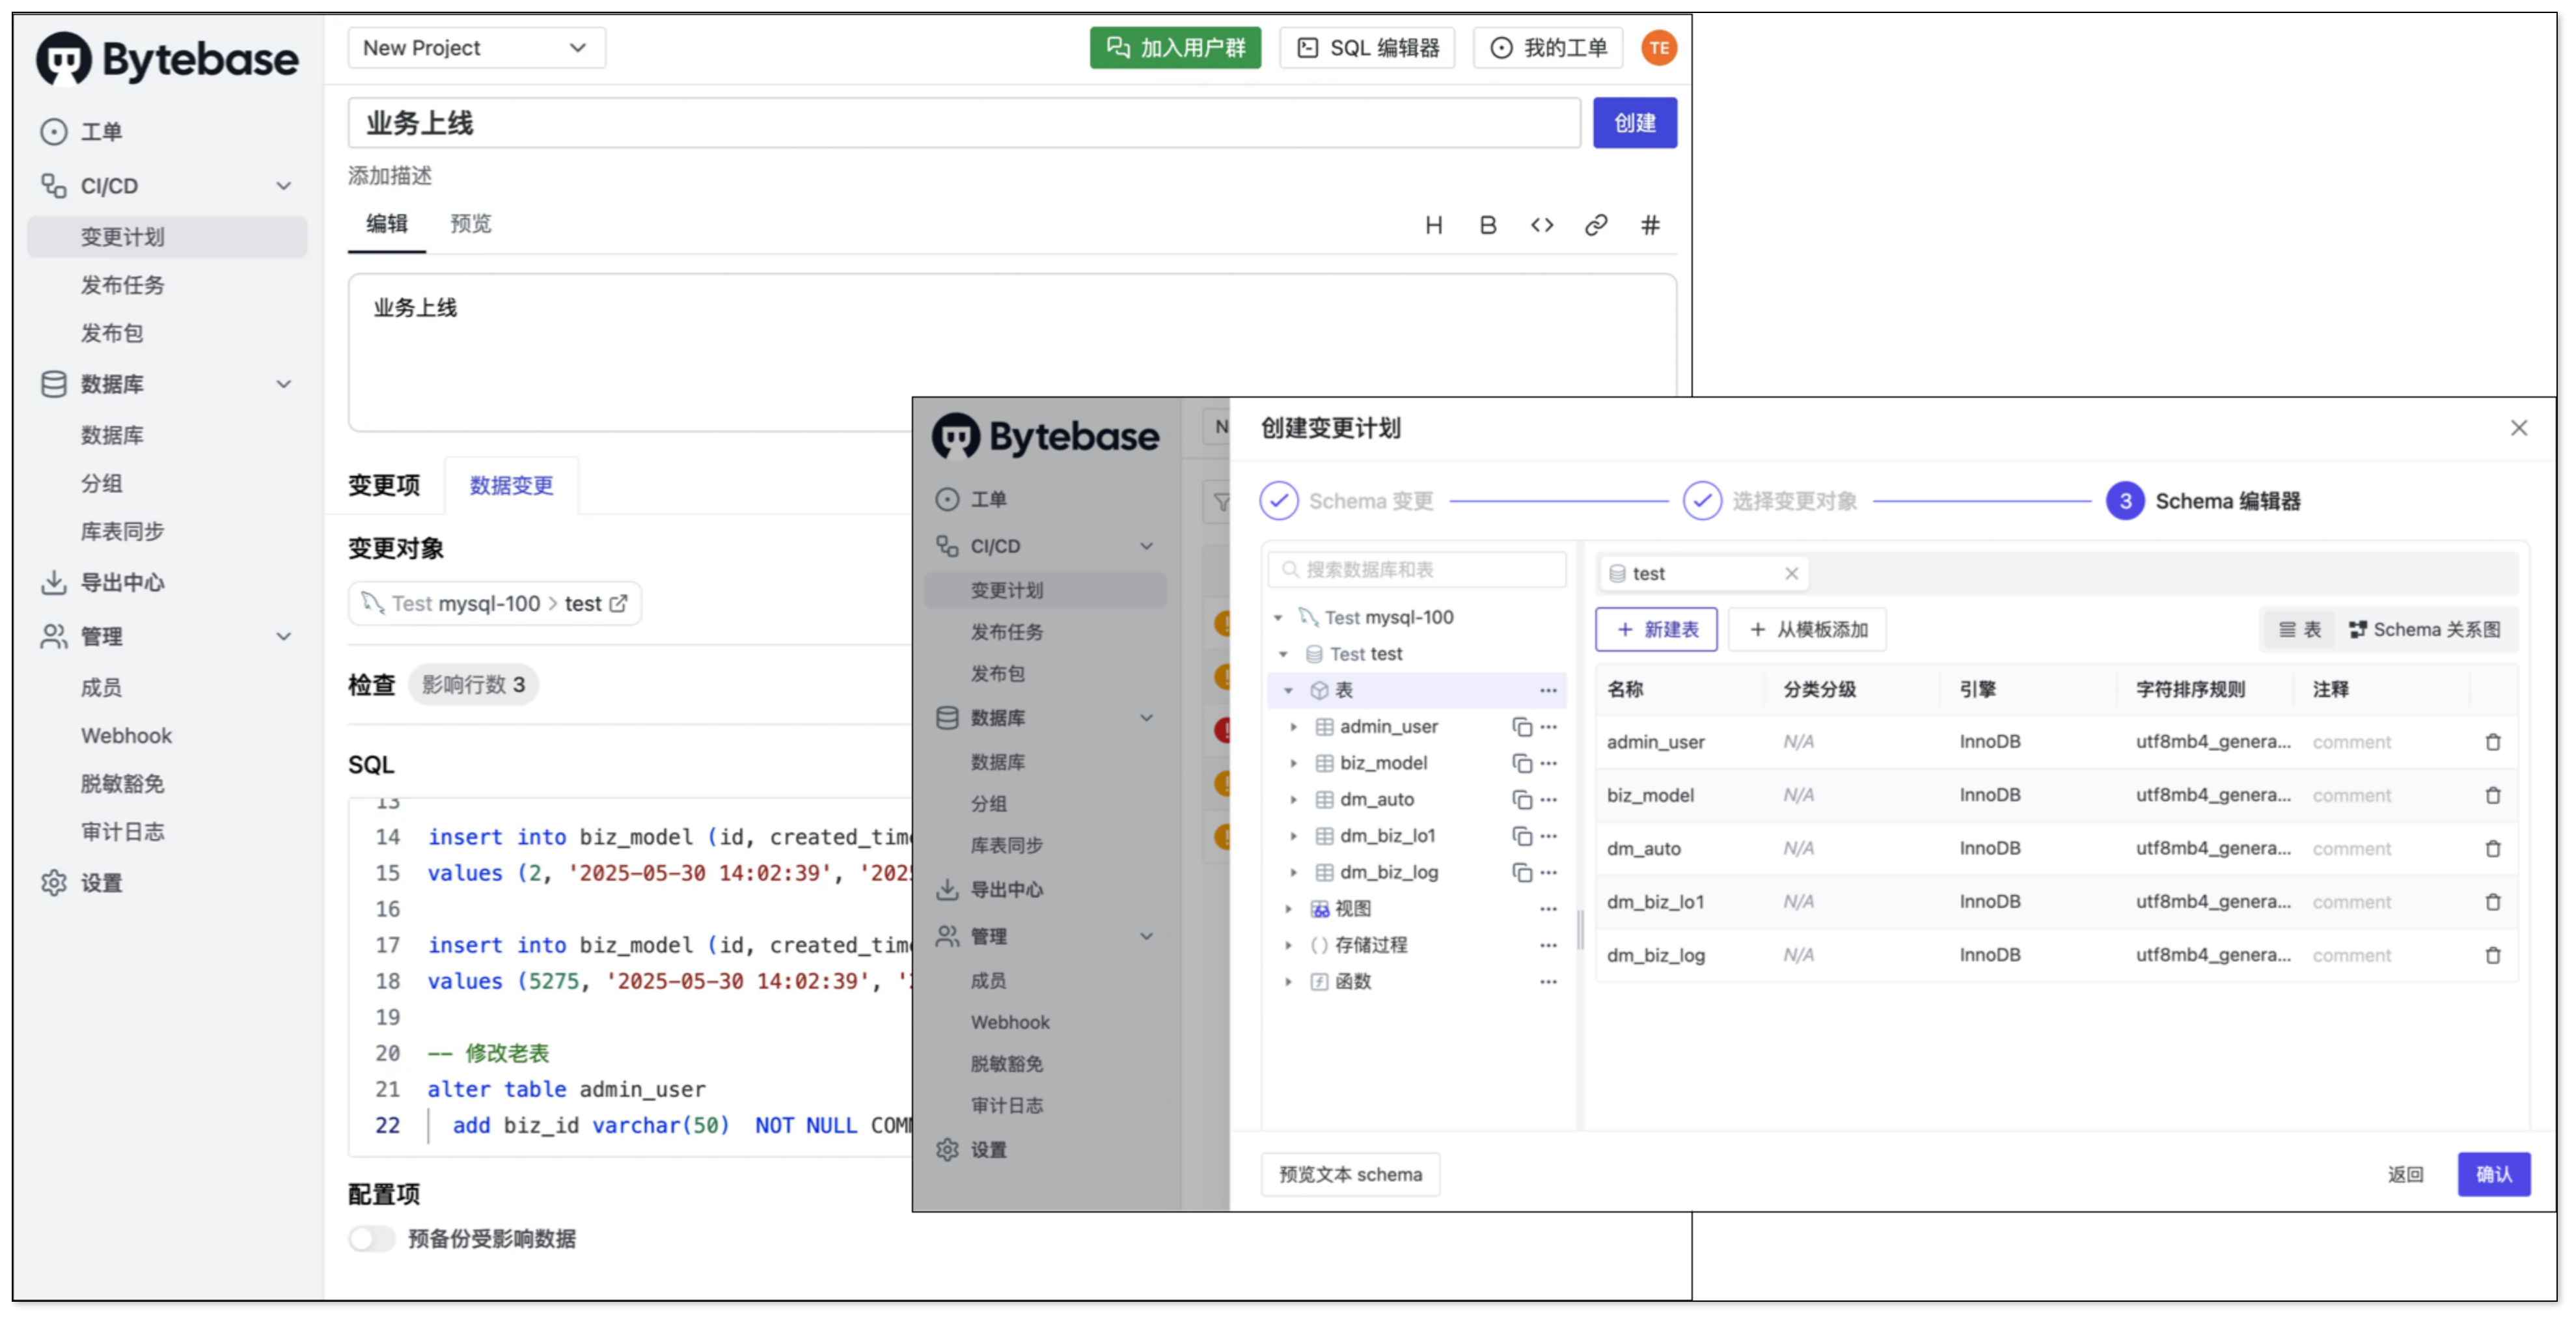 Bytebase
New Project
加入用户群
SQL 编辑器
我的工单
TE
工单
CI/CD
变更计划
发布任务
发布包
数据库
数据库
分组
库表同步
导出中心
管理
成员
Webhook
脱敏豁免
审计日志
设置
业务上线
创建
添加描述
编辑
预览
H B <> #
业务上线
变更项
数据变更
变更对象
Test mysql-100 > test
检查
影响行数 3
SQL
13
14 insert into biz_model (id, created_time
15 values (2, '2025-05-30 14:02:39', '202
16
17 insert into biz_model (id, created_time
18 values (5275, '2025-05-30 14:02:39', '
19
20 -- 修改老表
21 alter table admin_user
22 add biz_id varchar(50) NOT NULL COMM
配置项
预备份受影响数据
Bytebase
工单
CI/CD
变更计划
发布任务
发布包
数据库
数据库
分组
库表同步
导出中心
管理
成员
Webhook
脱敏豁免
审计日志
设置
N
创建变更计划
Schema 变更
选择变更对象
3 Schema 编辑器
搜索数据库和表
Test mysql-100
Test test
表
admin_user
biz_model
dm_auto
dm_biz_lo1
dm_biz_log
视图
() 存储过程
函数
test
+ 新建表
+ 从模板添加
表
Schema 关系图
名称 分类分级 引擎 字符排序规则 注释
admin_user N/A InnoDB utf8mb4_genera... comment
biz_model N/A InnoDB utf8mb4_genera... comment
dm_auto N/A InnoDB utf8mb4_genera... comment
dm_biz_lo1 N/A InnoDB utf8mb4_genera... comment
dm_biz_log N/A InnoDB utf8mb4_genera... comment
预览文本 schema
返回
确认